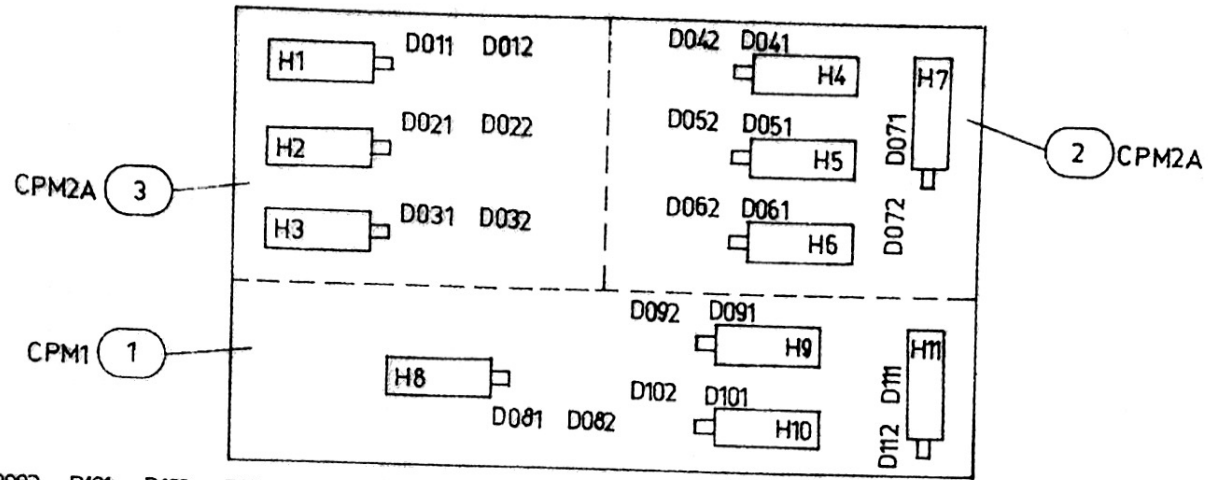 D011 D012
H1
D021 D022
H2
D031 D032
H3
CPM2A 3
D042 D041
H4
D052 D051
H5
D062 D061
H6
H7
D071
D072
2 CPM2A
CPM1 1
H8
D081 D082
D092 D091
H9
D102 D101
H10
H11
D111
D112